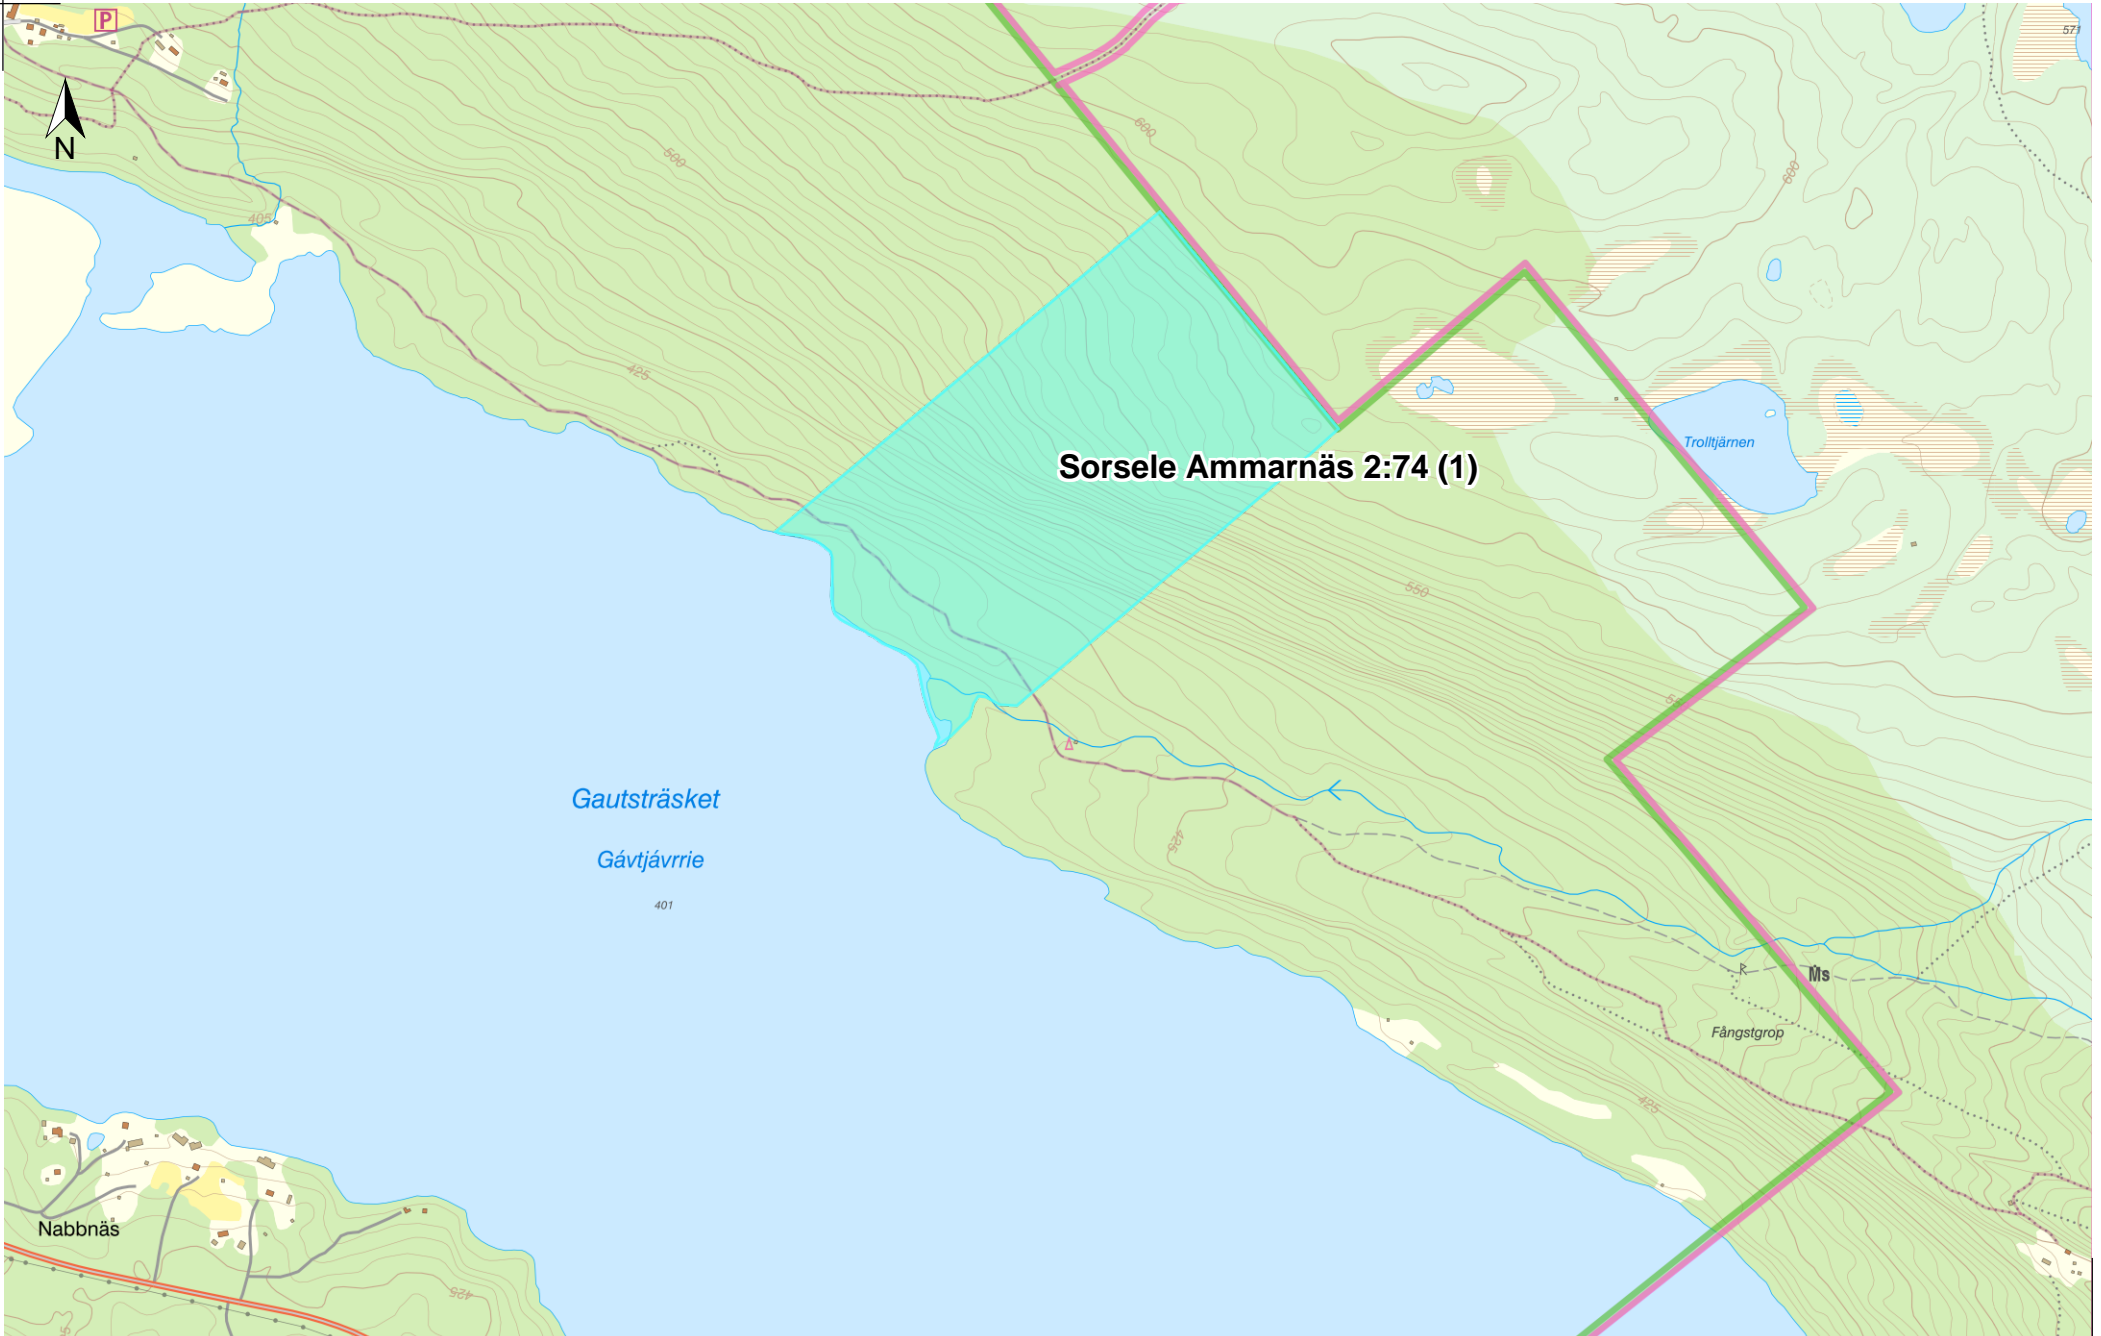 P
571
N
600
500
600
405
425
Trolltjärnen
Sorsele Ammarnäs 2:74 (1)
550
Gautsträsket
425
Gávtjávrrie
401
R
Ms
Fångstgrop
425
Nabbnäs
425